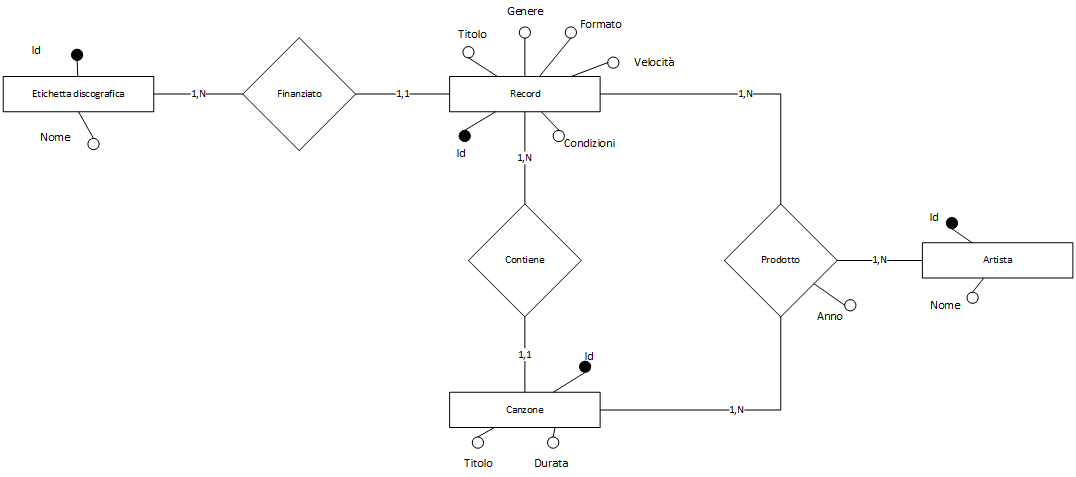 Genere
Formato
Titolo
Velocità
Id
Etichetta discografica
1,N
Finanziato
1,1
Record
1,N
Nome
Id
Condizioni
1,N
Id
Contiene
Prodotto
1,N
Artista
Anno
Nome
1,1
Id
Canzone
1,N
Titolo
Durata